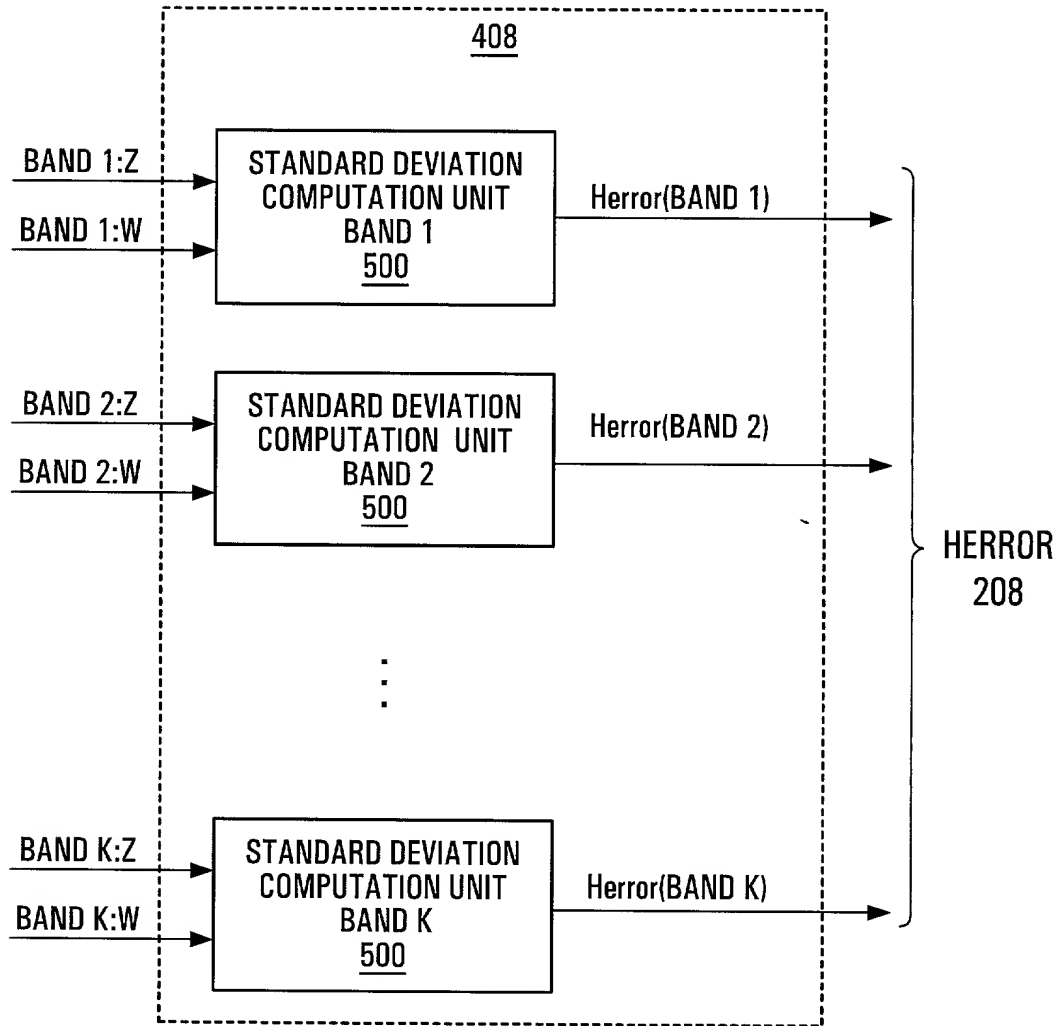 408
BAND 1:Z
BAND 1:W
STANDARD DEVIATION
COMPUTATION UNIT
BAND 1
500
Herror(BAND 1)
BAND 2:Z
BAND 2:W
STANDARD DEVIATION
COMPUTATION UNIT
BAND 2
500
Herror(BAND 2)
HERROR
208
BAND K:Z
BAND K:W
STANDARD DEVIATION
COMPUTATION UNIT
BAND K
500
Herror(BAND K)